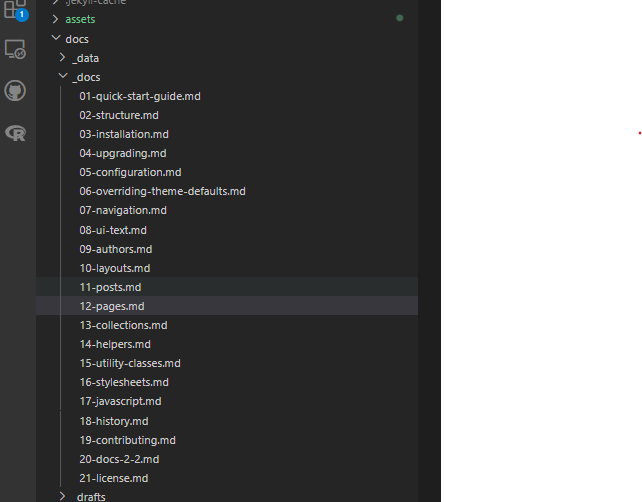 .jekyll-cache
1
assets
docs
_data
_docs
01-quick-start-guide.md
02-structure.md
03-installation.md
04-upgrading.md
05-configuration.md
06-overriding-theme-defaults.md
07-navigation.md
08-ui-text.md
09-authors.md
10-layouts.md
11-posts.md
12-pages.md
13-collections.md
14-helpers.md
15-utility-classes.md
16-stylesheets.md
17-javascript.md
18-history.md
19-contributing.md
20-docs-2-2.md
21-license.md
_drafts